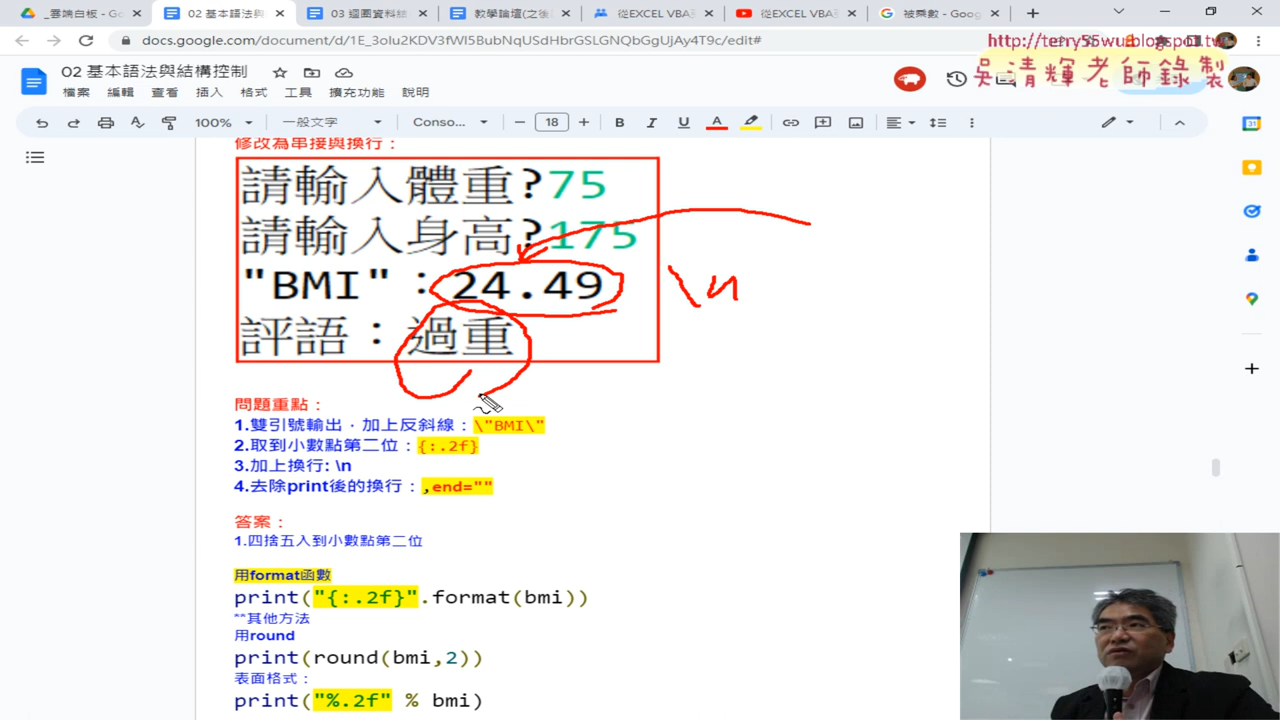 _雲端白板 - Go
02 基本語法與
03 迴圈資料結
教學論壇(之後
從EXCEL VBA
從EXCEL VBA
被乘數 - Goog
docs.google.com/document/d/1E_3olu2KDV3fWI5BubNqUSdHbrGSLGNQbGgUjAy4T9c/edit#
http://terry55wu.blogspot.tw
吳清輝老師錄製
02 基本語法與結構控制
檔案 編輯 查看 插入 格式 工具 擴充功能 說明
100% 一般文字 Conso... 18 B I U A
修改為串接與換行：
請輸入體重?75
請輸入身高?175
"BMI"：24.49
\n
評語：過重
問題重點：
1.雙引號輸出，加上反斜線：\"BMI\"
2.取到小數點第二位：{:.2f}
3.加上換行: \n
4.去除print後的換行：,end=""
答案：
1.四捨五入到小數點第二位
用format函數
print("{:.2f}".format(bmi))
**其他方法
用round
print(round(bmi,2))
表面格式：
print("%.2f" % bmi)